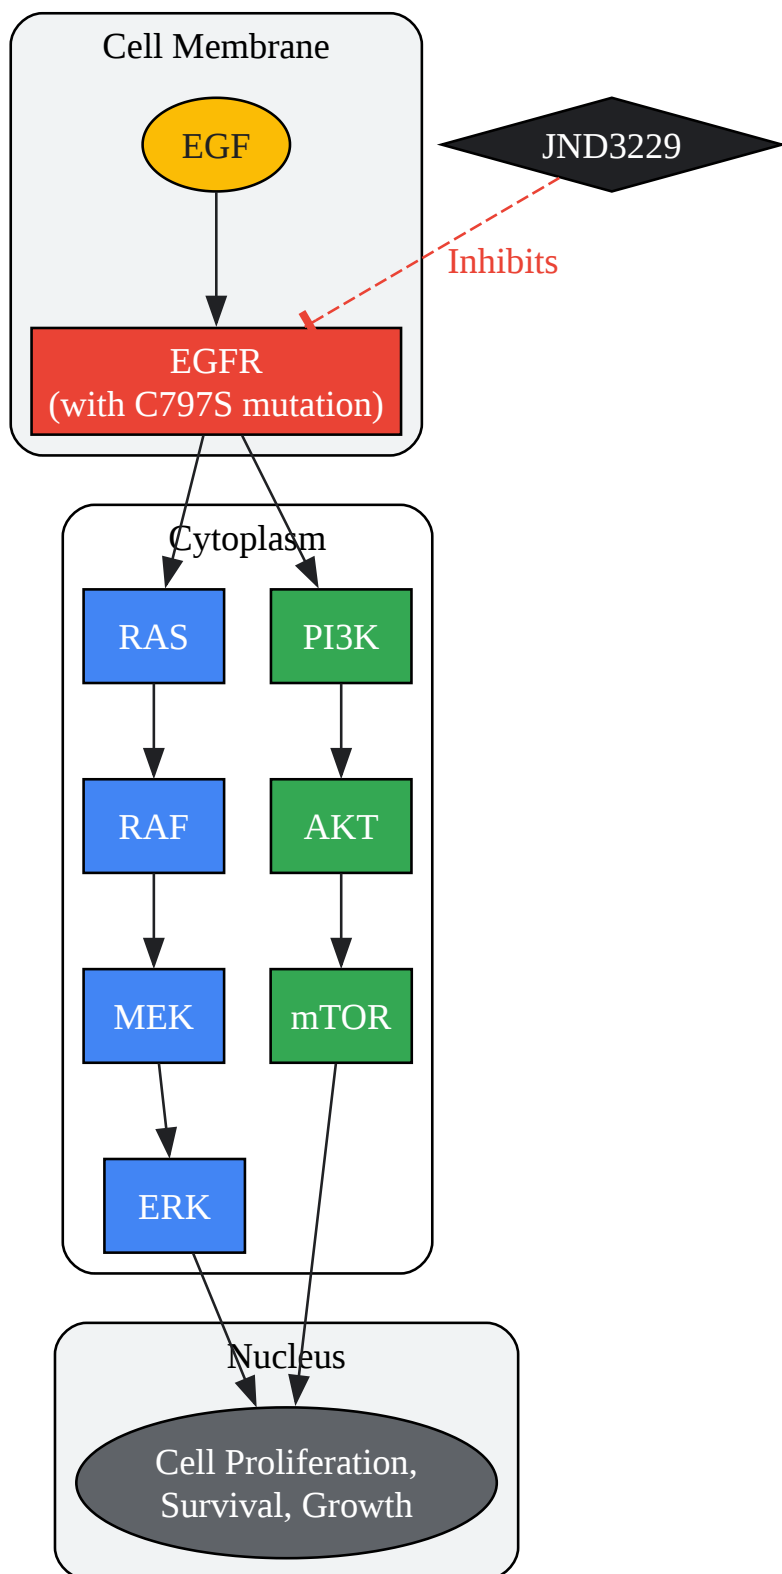 Cell Membrane
EGF
JND3229
Inhibits
EGFR
(with C797S mutation)
Cytoplasm
RAS
PI3K
RAF
AKT
MEK
mTOR
ERK
Nucleus
Cell Proliferation,
Survival, Growth